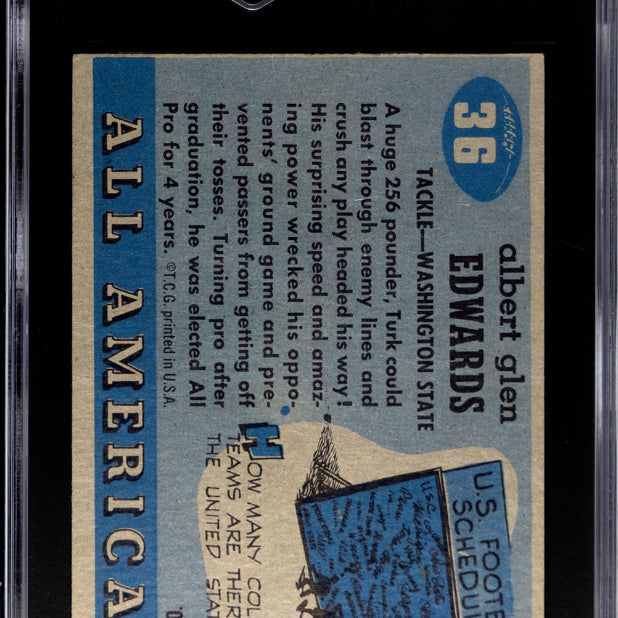 36
albert glen
EDWARDS
TACKLE—WASHINGTON STATE
A huge 256 pounder, Turk could
blast through enemy lines and
crush any play headed his way!
His surprising speed and amaz-
ing power wrecked his oppo-
nents' ground game and pre-
vented passers from getting off
their tosses. Turning pro after
graduation, he was elected All
Pro for 4 years. ©T.C.G. printed in U.S.A.
U.S. FOOTB
SCHEDUL
HOW MANY COL
TEAMS ARE THER
THE UNITED STAT
ALL AMERICA